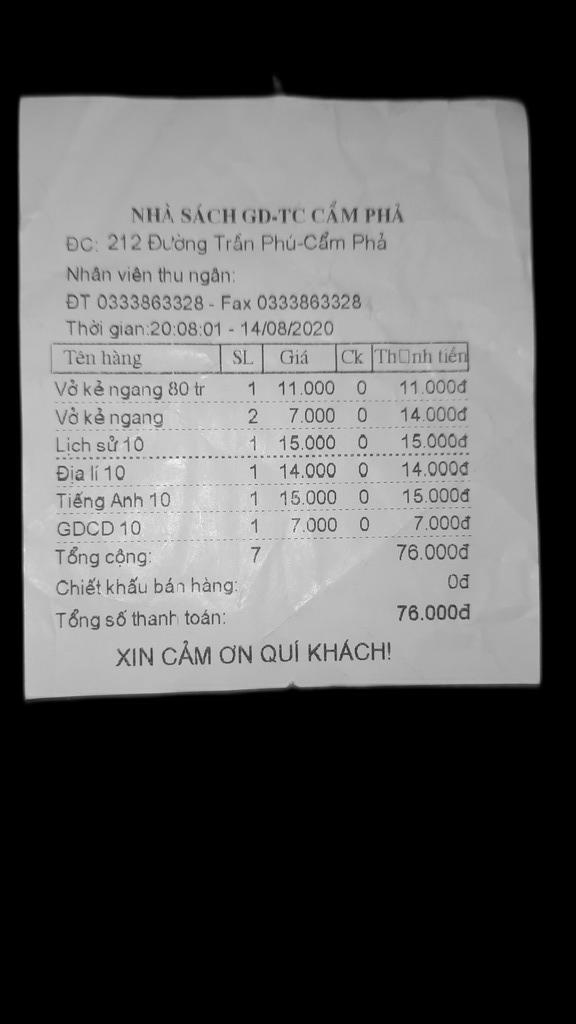 NHÀ SÁCH GD-TC CẨM PHẢ
ĐC: 212 Đường Trần Phú-Cẩm Phả
Nhân viên thu ngân:
ĐT 0333863328 - Fax 0333863328
Thời gian:20:08:01 - 14/08/2020
Tên hàng SL Giá Ck Th□nh tiền
Vở kẻ ngang 80 tr 1 11.000 0 11.000đ
Vở kẻ ngang 2 7.000 0 14.000đ
Lịch sử 10 1 15.000 0 15.000đ
Địa lí 10 1 14.000 0 14.000đ
Tiếng Anh 10 1 15.000 0 15.000đ
GDCD 10 1 7.000 0 7.000đ
Tổng cộng: 7 76.000đ
Chiết khấu bán hàng: 0đ
Tổng số thanh toán: 76.000đ
XIN CẢM ƠN QUÍ KHÁCH!